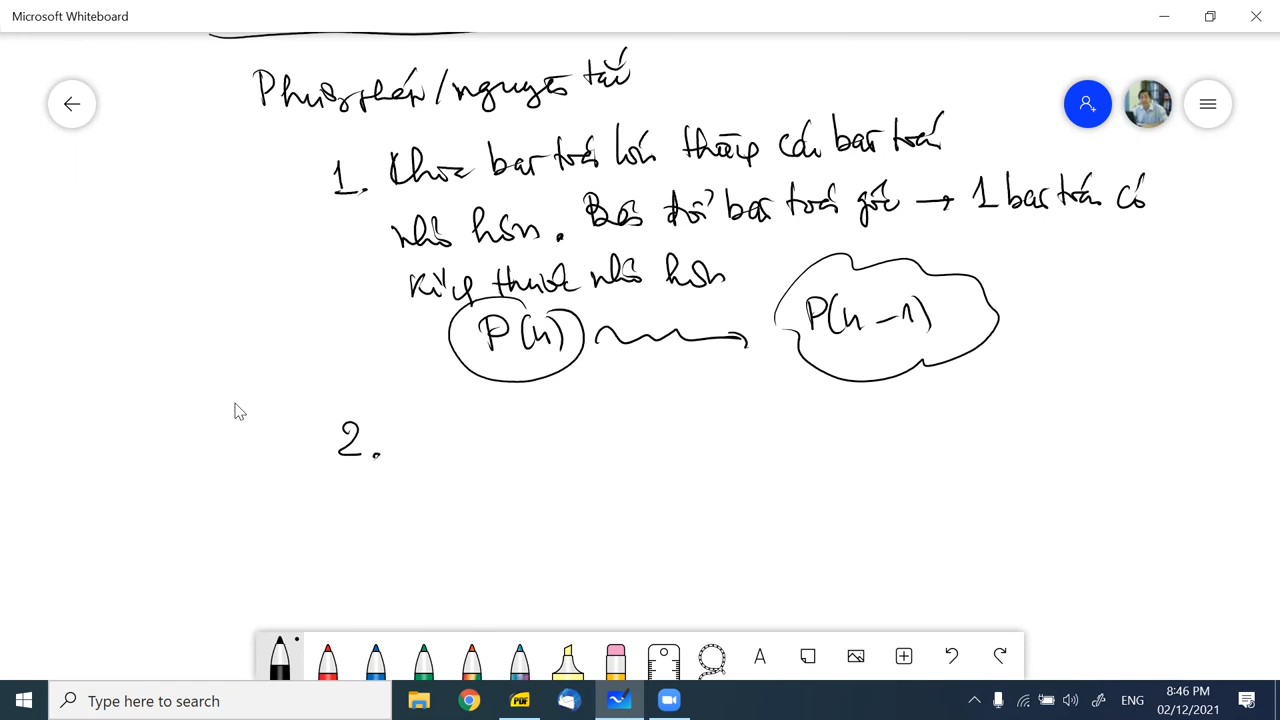 Microsoft Whiteboard
Phương pháp/nguyên tắc
1. bài toán lớn thành các bài toán
nhỏ hơn. Biến đổi bài toán gốc → 1 bài toán có
kích thước nhỏ hơn
P(n) P(n-1)
2.
A
Type here to search
PDF
ENG
8:46 PM
02/12/2021